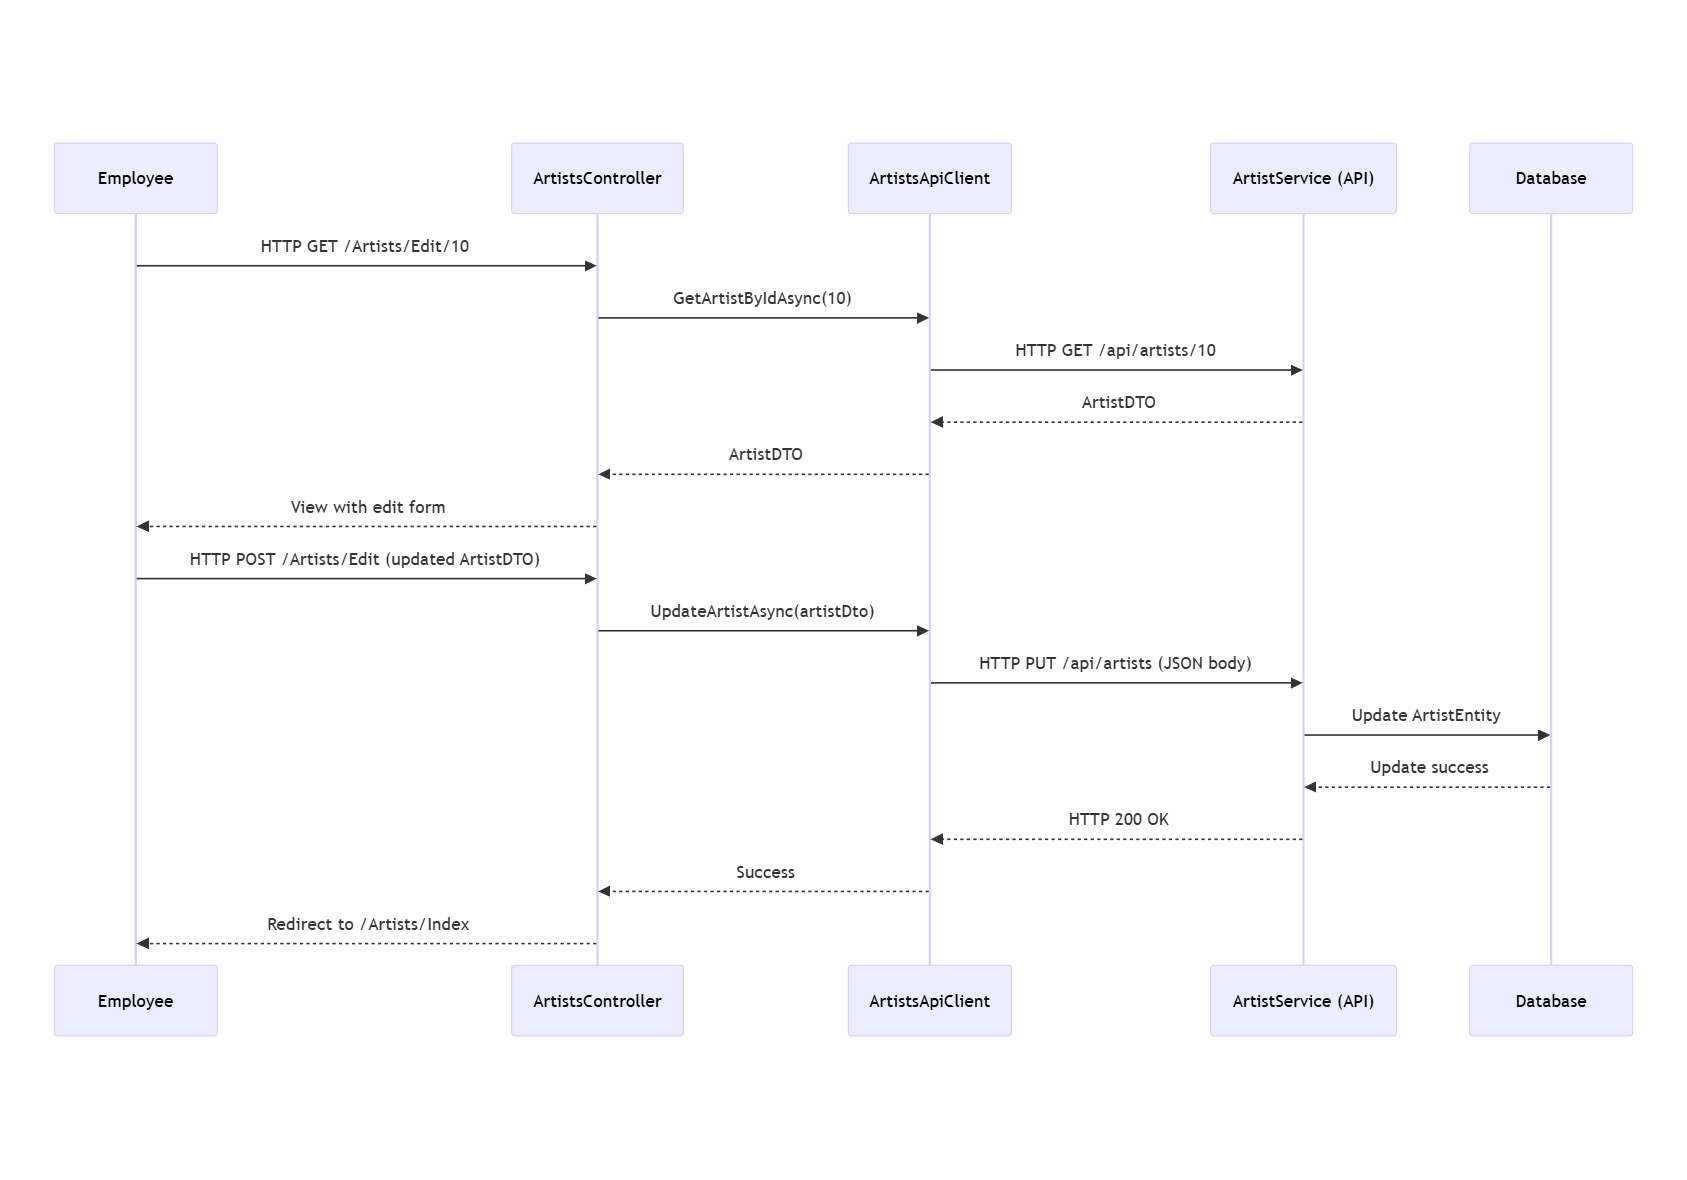 Employee
ArtistsController
ArtistsApiClient
ArtistService (API)
Database
HTTP GET /Artists/Edit/10
GetArtistByIdAsync(10)
HTTP GET /api/artists/10
ArtistDTO
ArtistDTO
View with edit form
HTTP POST /Artists/Edit (updated ArtistDTO)
UpdateArtistAsync(artistDto)
HTTP PUT /api/artists (JSON body)
Update ArtistEntity
Update success
HTTP 200 OK
Success
Redirect to /Artists/Index
Employee
ArtistsController
ArtistsApiClient
ArtistService (API)
Database